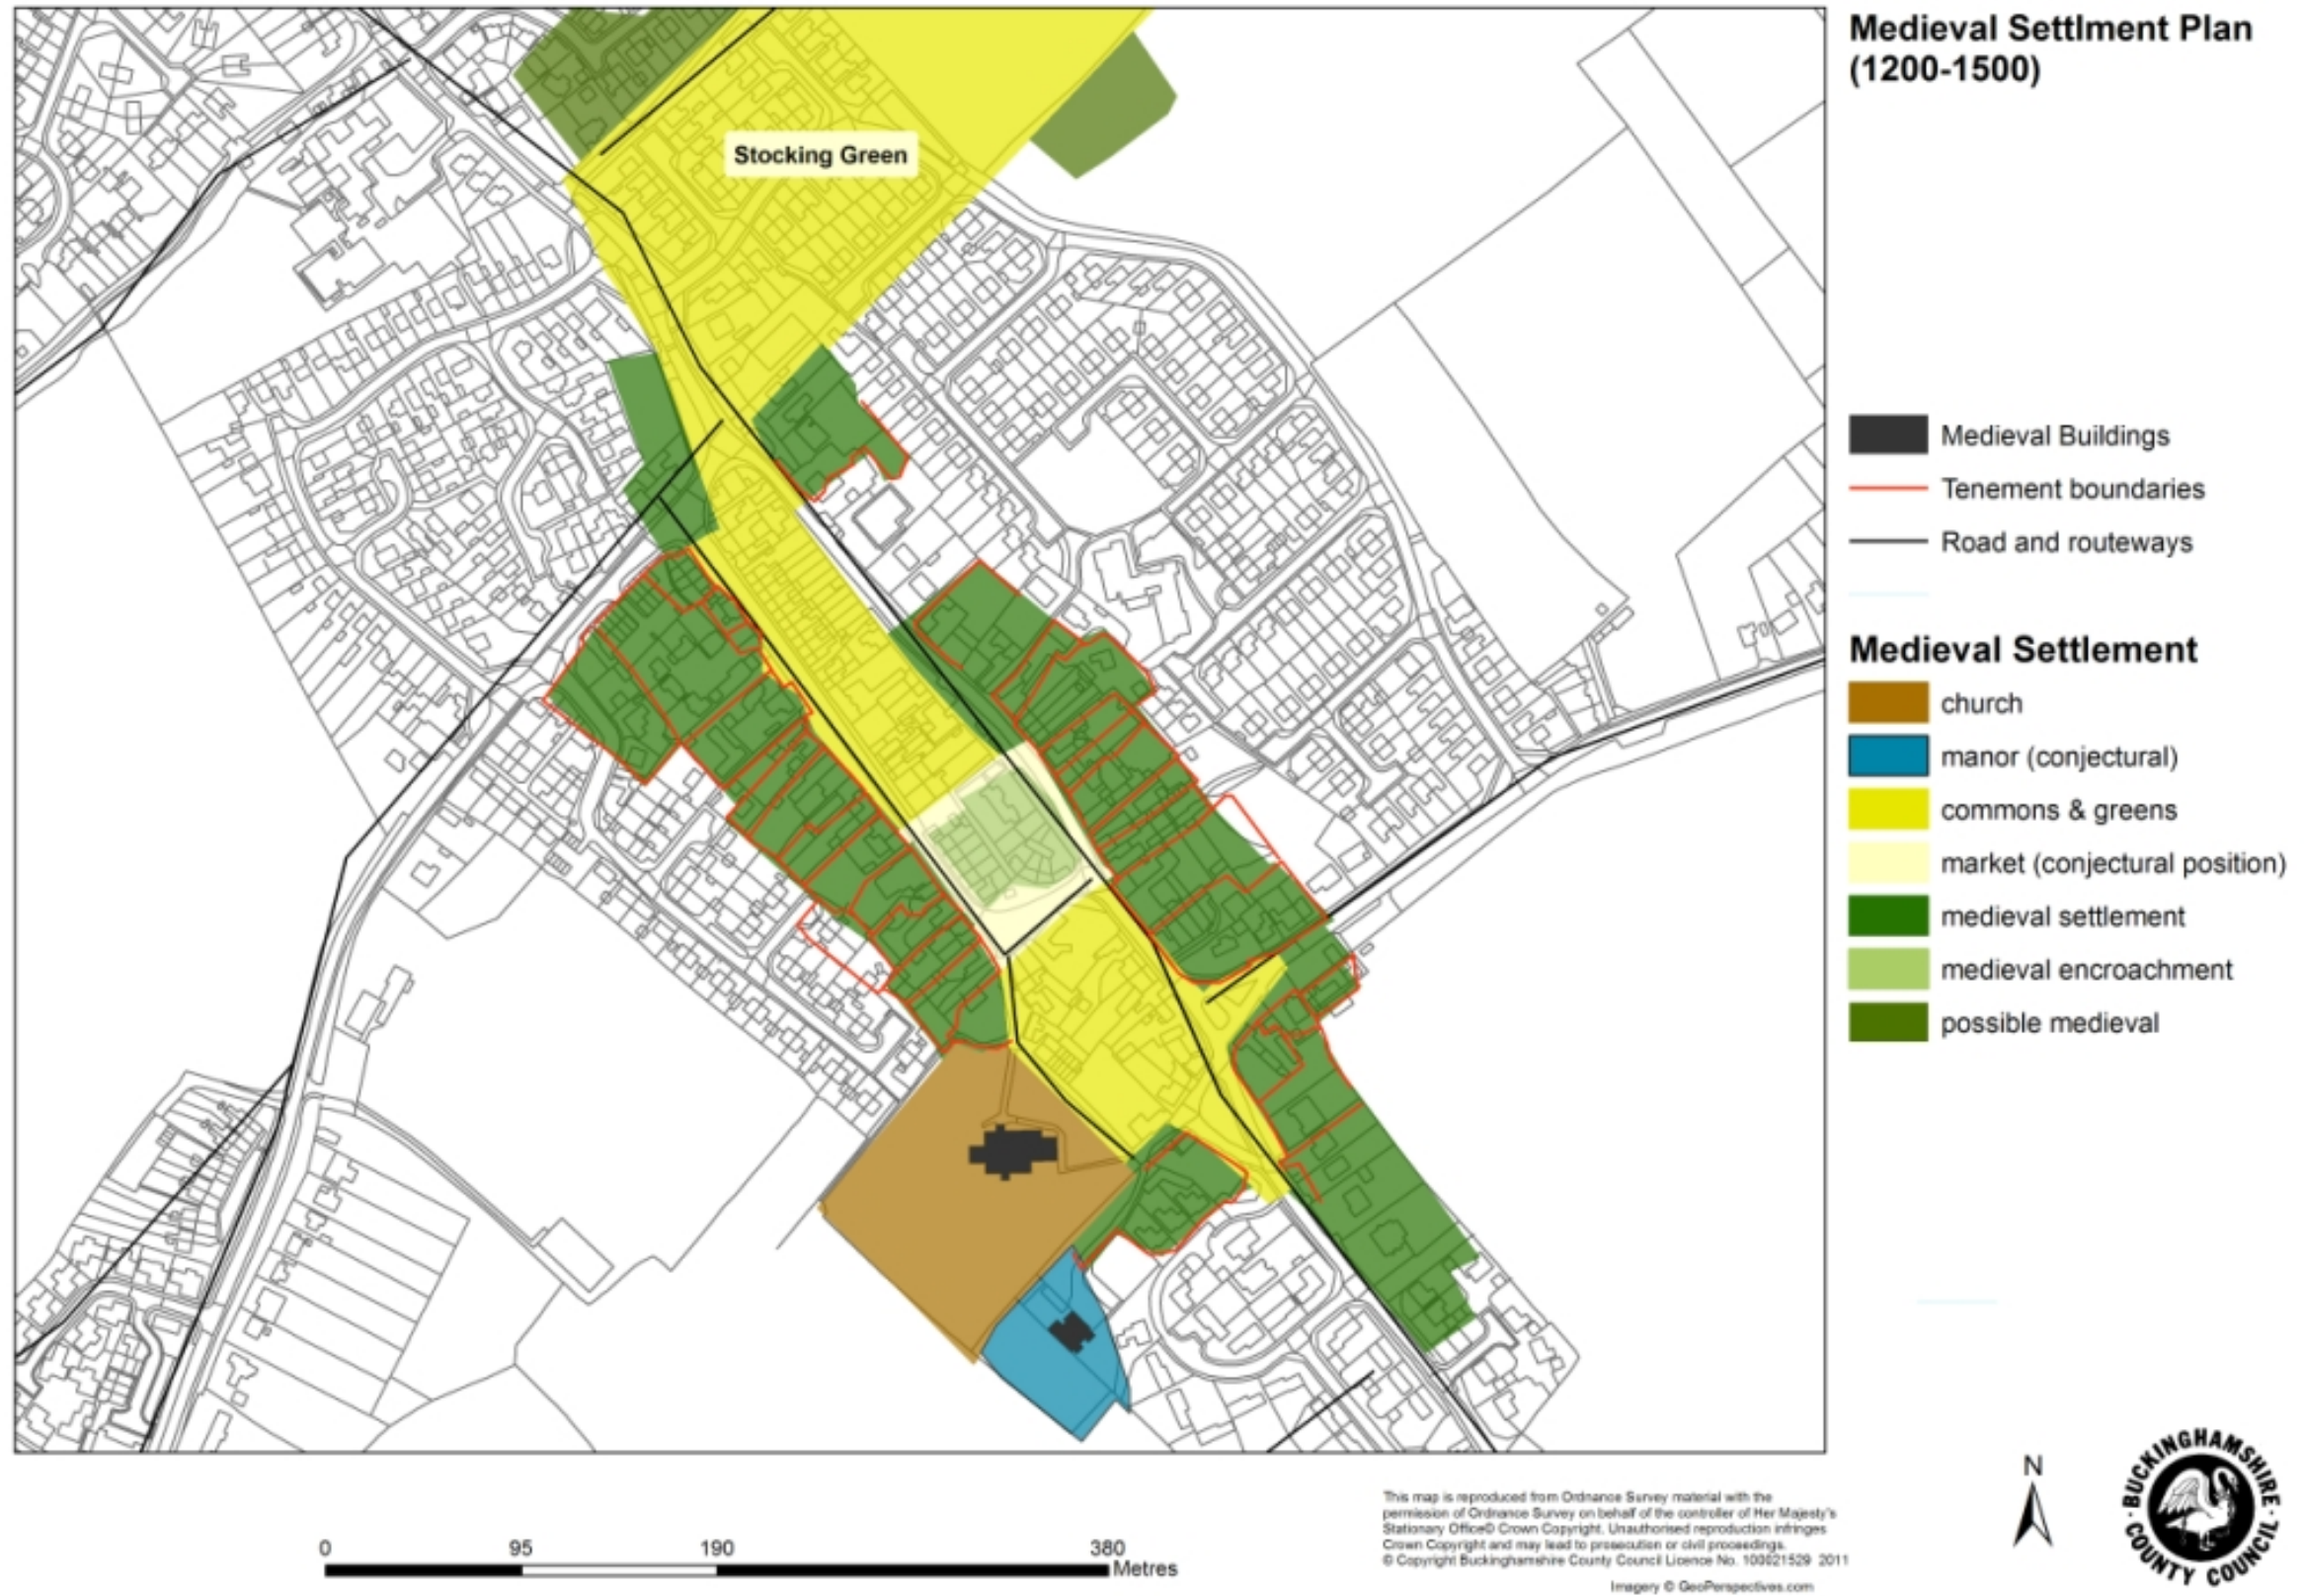 Medieval Settlment Plan
(1200-1500)
Stocking Green
Medieval Buildings
Tenement boundaries
Road and routeways
Medieval Settlement
church
manor (conjectural)
commons & greens
market (conjectural position)
medieval settlement
medieval encroachment
possible medieval
0 95 190 380
Metres
This map is reproduced from Ordnance Survey material with the
permission of Ordnance Survey on behalf of the controller of Her Majesty's
Stationary Office© Crown Copyright. Unauthorised reproduction infringes
Crown Copyright and may lead to prosecution or civil proceedings.
© Copyright Buckinghamshire County Council Licence No. 100021529 2011
Imagery © GeoPerspectives.com
N
BUCKINGHAMSHIRE
· COUNTY COUNCIL ·